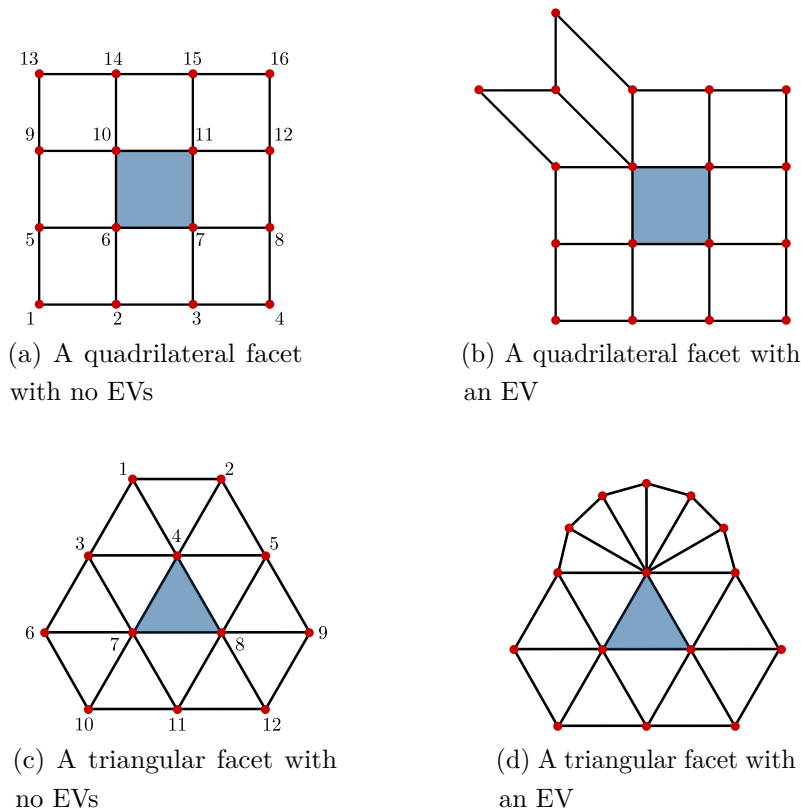 13 14 15 16
9 10 11 12
5 6 7 8
1 2 3 4
(a) A quadrilateral facet
with no EVs
(b) A quadrilateral facet with
an EV
1 2
3 4 5
6 7 8 9
10 11 12
(c) A triangular facet with
no EVs
(d) A triangular facet with
an EV